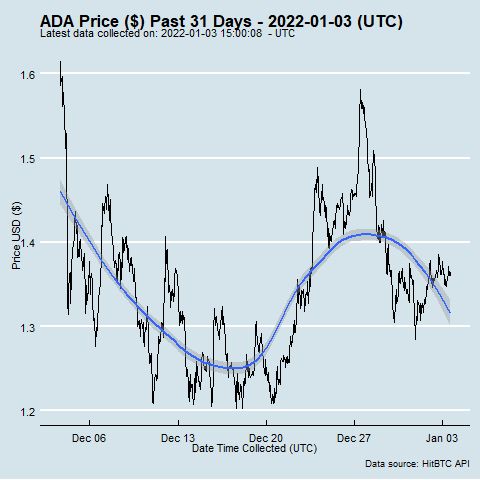 ADA Price ($) Past 31 Days - 2022-01-03 (UTC)
Latest data collected on: 2022-01-03 15:00:08  - UTC
1.6
1.5
1.4
1.3
1.2
Price USD ($)
Dec 06
Dec 13
Dec 20
Dec 27
Jan 03
Date Time Collected (UTC)
Data source: HitBTC API